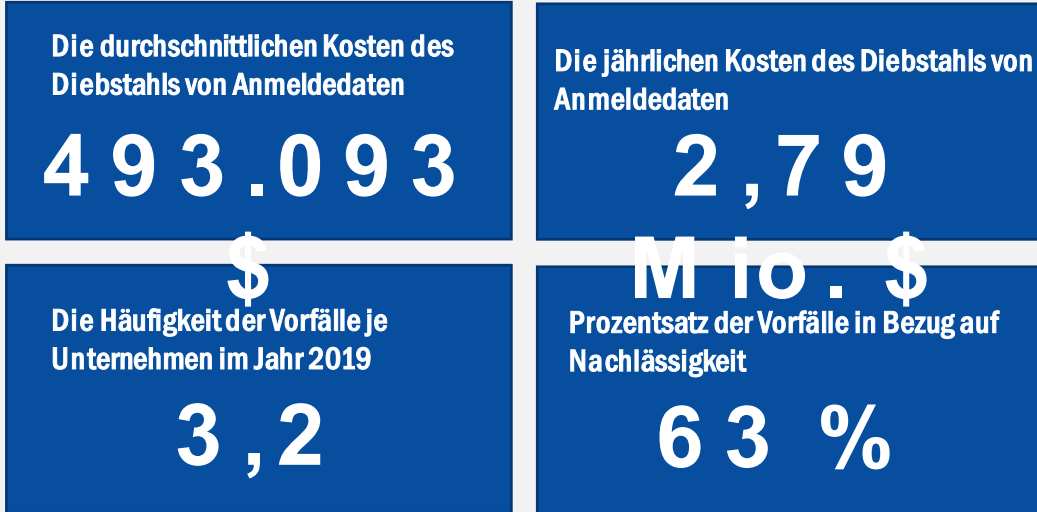 Die durchschnittlichen Kosten des
Diebstahls von Anmeldedaten
493.093
$
Die jährlichen Kosten des Diebstahls von
Anmeldedaten
2,79
Mio. $
Die Häufigkeit der Vorfälle je
Unternehmen im Jahr 2019
3,2
Prozentsatz der Vorfälle in Bezug auf
Nachlässigkeit
63 %